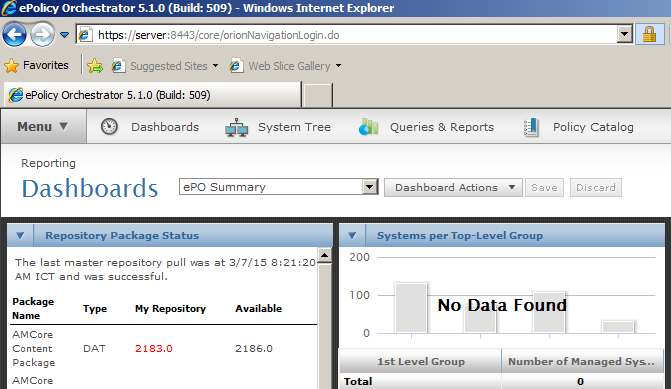 ePolicy Orchestrator 5.1.0 (Build: 509) - Windows Internet Explorer
https://server:8443/core/orionNavigationLogin.do
Favorites Suggested Sites Web Slice Gallery
ePolicy Orchestrator 5.1.0 (Build: 509)
Menu Dashboards System Tree Queries & Reports Policy Catalog
Reporting
Dashboards ePO Summary Dashboard Actions Save Discard
Repository Package Status
The last master repository pull was at 3/7/15 8:21:20
AM ICT and was successful.
Package
Name Type My Repository Available
AMCore
Content DAT 2183.0 2186.0
Package
AMCore
Systems per Top-Level Group
200
100
0
No Data Found
1st Level Group Number of Managed Sys...
Total 0